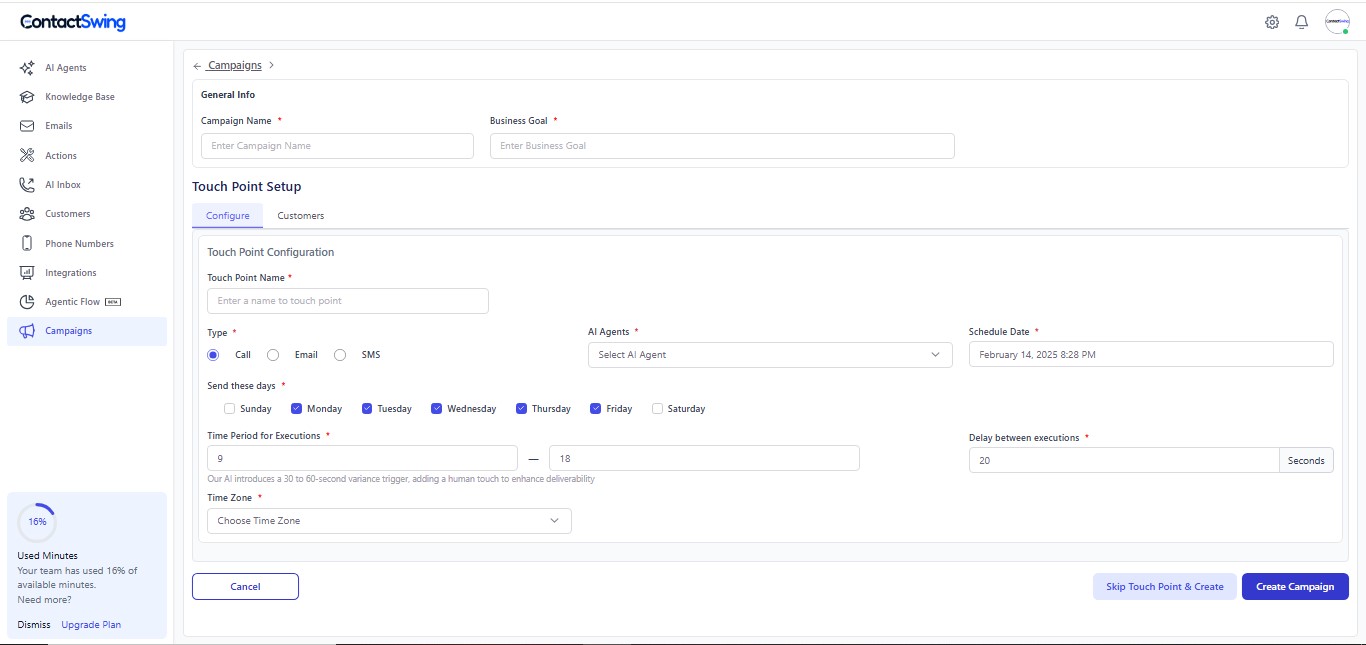 ContactSwing
AI Agents
Knowledge Base
Emails
Actions
AI Inbox
Customers
Phone Numbers
Integrations
Agentic Flow BETA
Campaigns
16%
Used Minutes
Your team has used 16% of
available minutes.
Need more?
Dismiss Upgrade Plan
← Campaigns >
General Info
Campaign Name * Business Goal *
Enter Campaign Name Enter Business Goal
Touch Point Setup
Configure Customers
Touch Point Configuration
Touch Point Name *
Enter a name to touch point
Type * AI Agents * Schedule Date *
Call Email SMS Select AI Agent February 14, 2025 8:28 PM
Send these days *
Sunday Monday Tuesday Wednesday Thursday Friday Saturday
Time Period for Executions * Delay between executions *
9 — 18 20 Seconds
Our AI introduces a 30 to 60-second variance trigger, adding a human touch to enhance deliverability
Time Zone *
Choose Time Zone
Cancel Skip Touch Point & Create Create Campaign